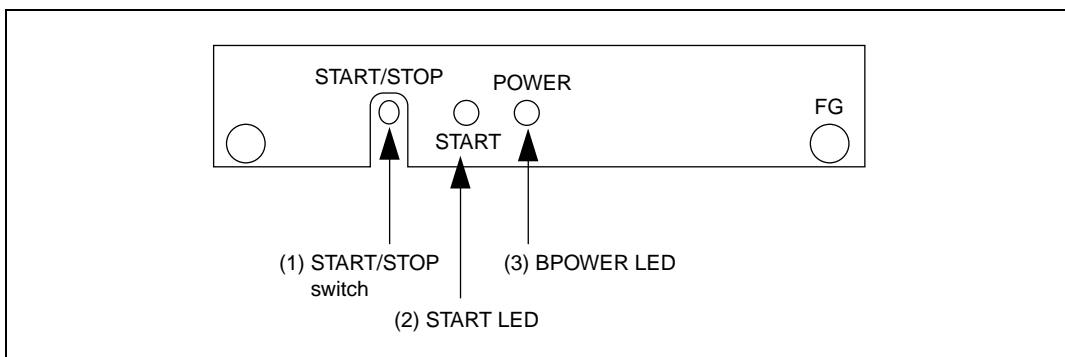 START/STOP
POWER
FG
START
(1) START/STOP
switch
(3) BPOWER LED
(2) START LED